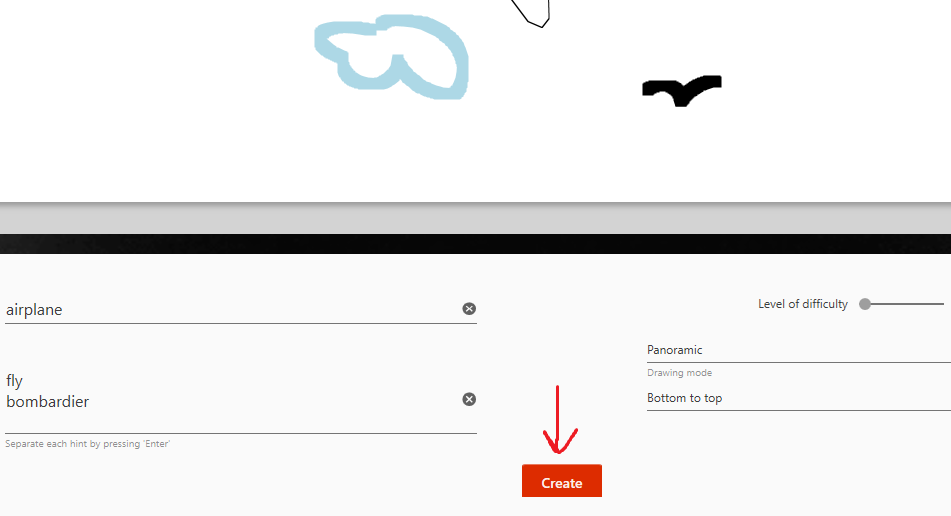 airplane
Level of difficulty
Panoramic
Drawing mode
fly
bombardier
Bottom to top
Separate each hint by pressing 'Enter'
Create